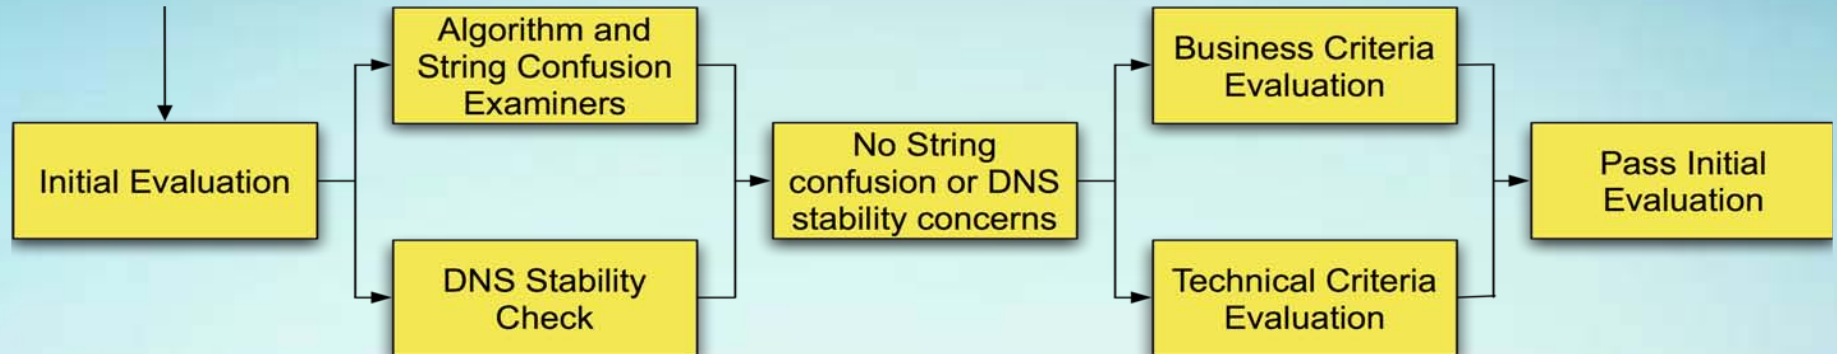 Initial Evaluation
Algorithm and
String Confusion
Examiners
DNS Stability
Check
No String
confusion or DNS
stability concerns
Business Criteria
Evaluation
Technical Criteria
Evaluation
Pass Initial
Evaluation